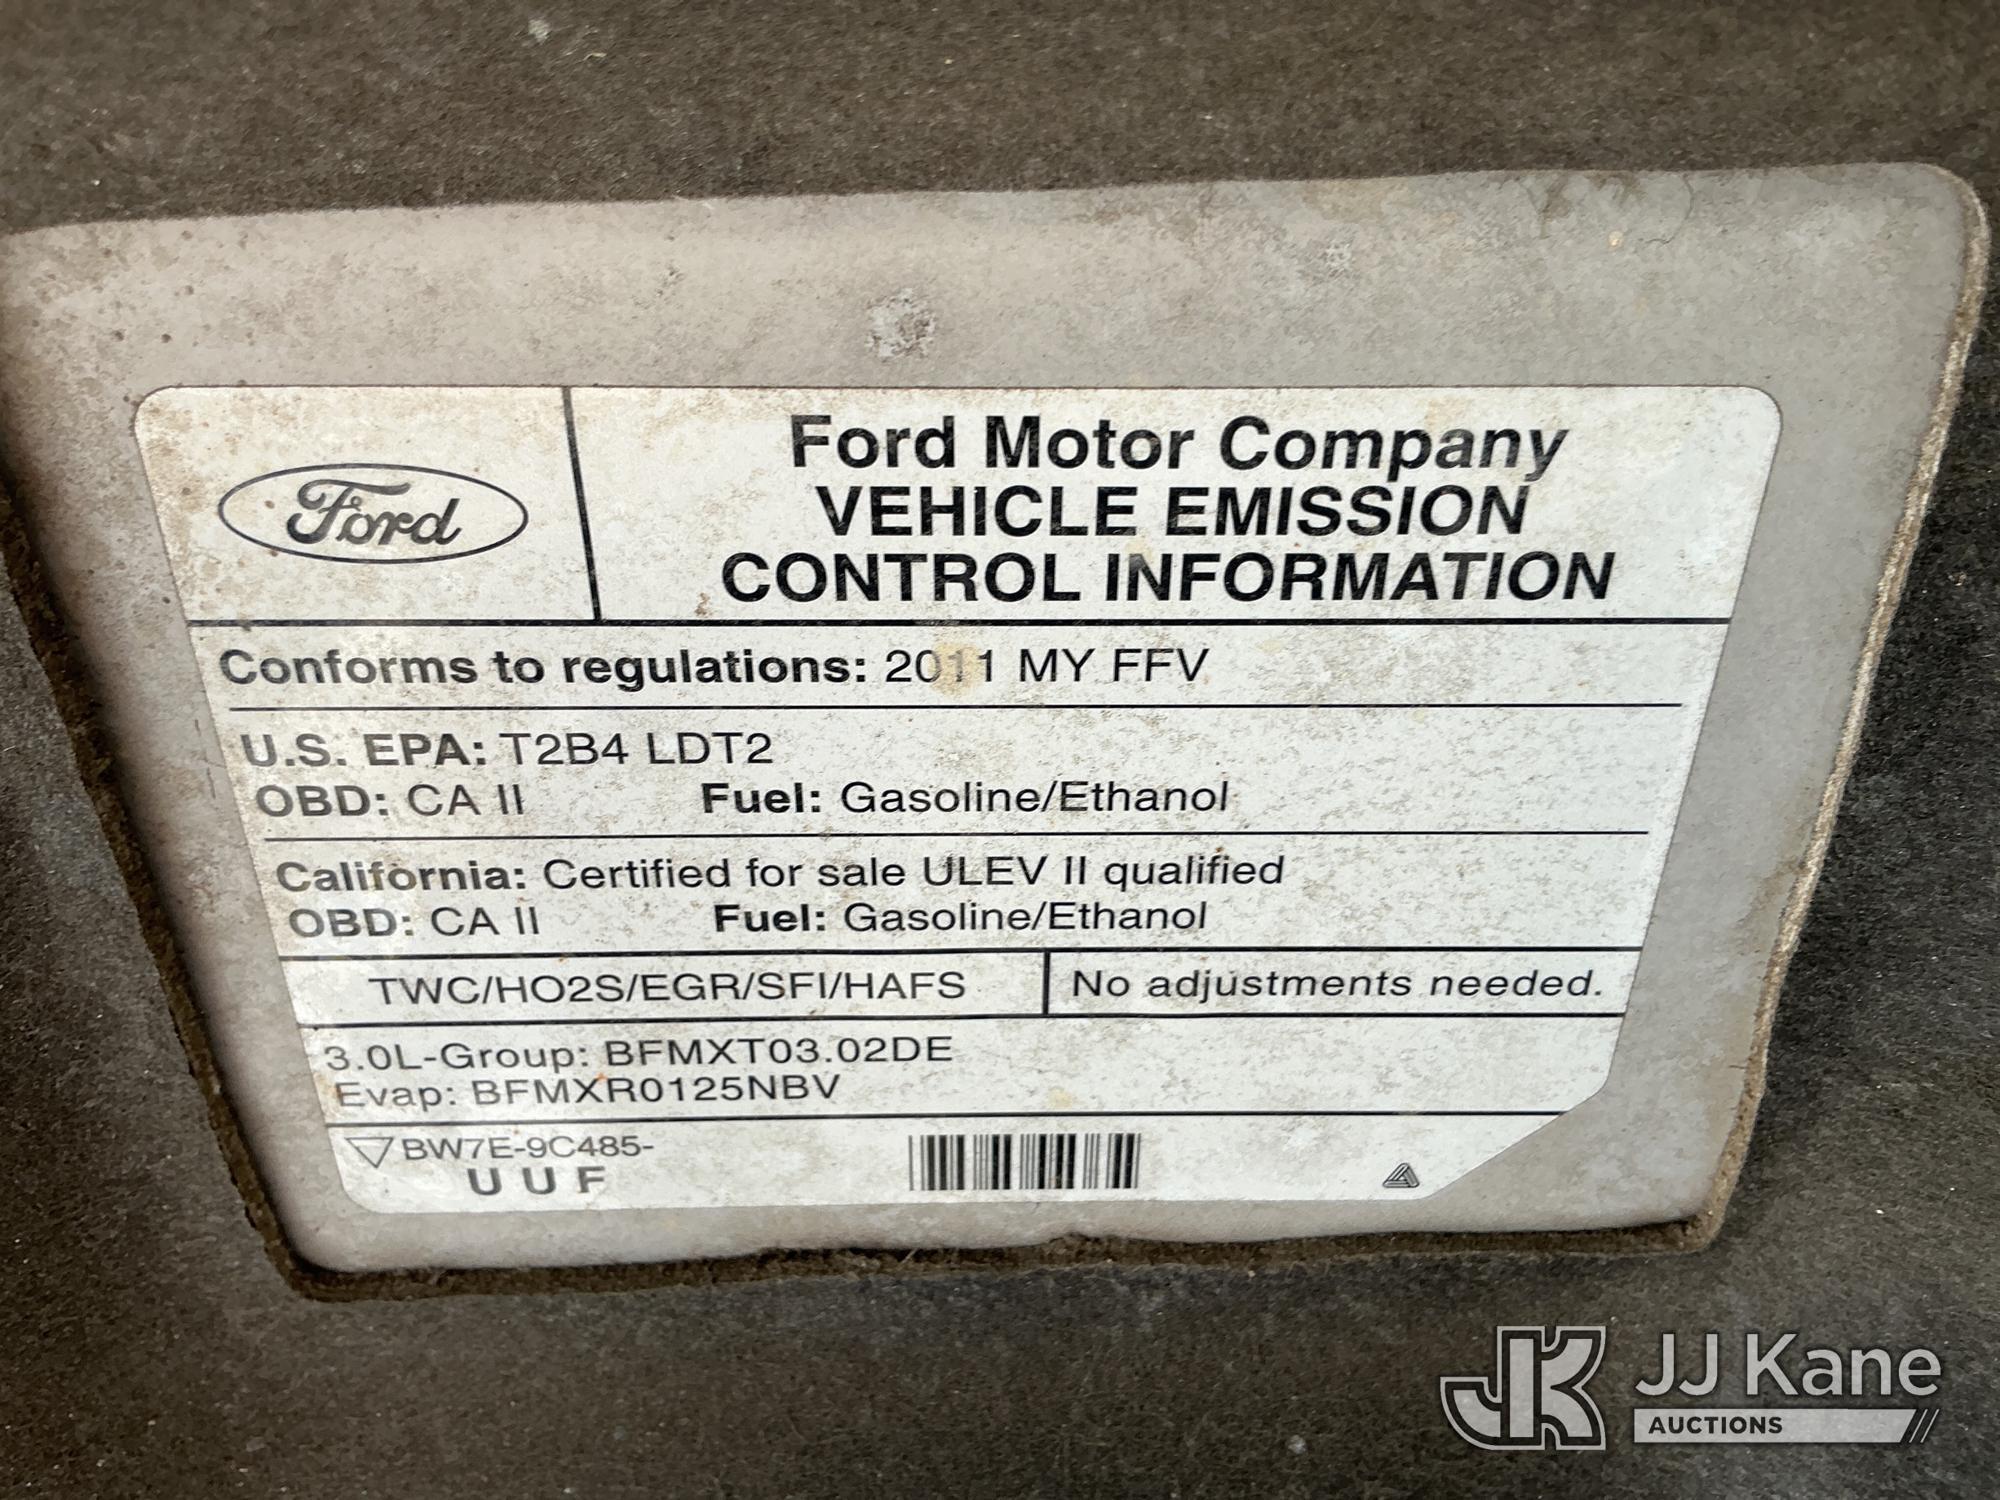 Ford
Ford Motor Company
VEHICLE EMISSION
CONTROL INFORMATION
Conforms to regulations: 2011 MY FFV
U.S. EPA: T2B4 LDT2
OBD: CA II Fuel: Gasoline/Ethanol
California: Certified for sale ULEV II qualified
OBD: CA II Fuel: Gasoline/Ethanol
TWC/HO2S/EGR/SFI/HAFS
No adjustments needed.
3.0L-Group: BFMXT03.02DE
Evap: BFMXR0125NBV
BW7E-9C485-
U U F
JK JJ Kane
AUCTIONS